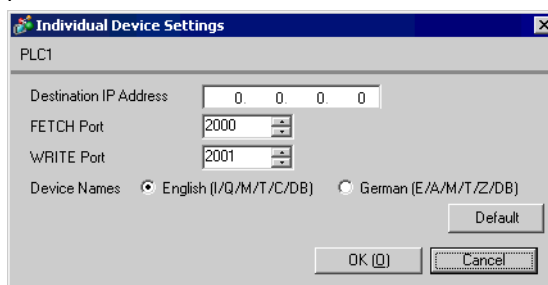 Individual Device Settings
PLC1
Destination IP Address 0. 0. 0. 0
FETCH Port 2000
WRITE Port 2001
Device Names English (I/Q/M/T/C/DB) German (E/A/M/T/Z/DB)
Default
OK (O) Cancel